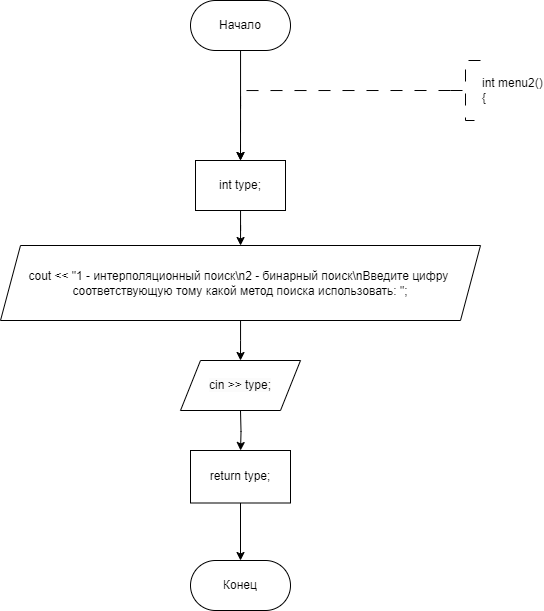 Начало
int menu2()
{
int type;
cout << "1 - интерполяционный поиск\n2 - бинарный поиск\nВведите цифру
соответствующую тому какой метод поиска использовать: ";
cin >> type;
return type;
Конец